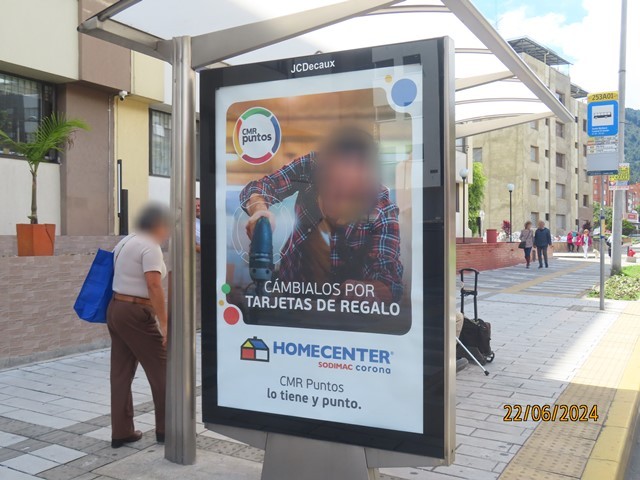 JCDecaux
CMR
puntos
CÁMBIALOS POR
TARJETAS DE REGALO
HOMECENTER
SODIMAC corona
CMR Puntos
lo tiene y punto.
253A01
22/06/2024